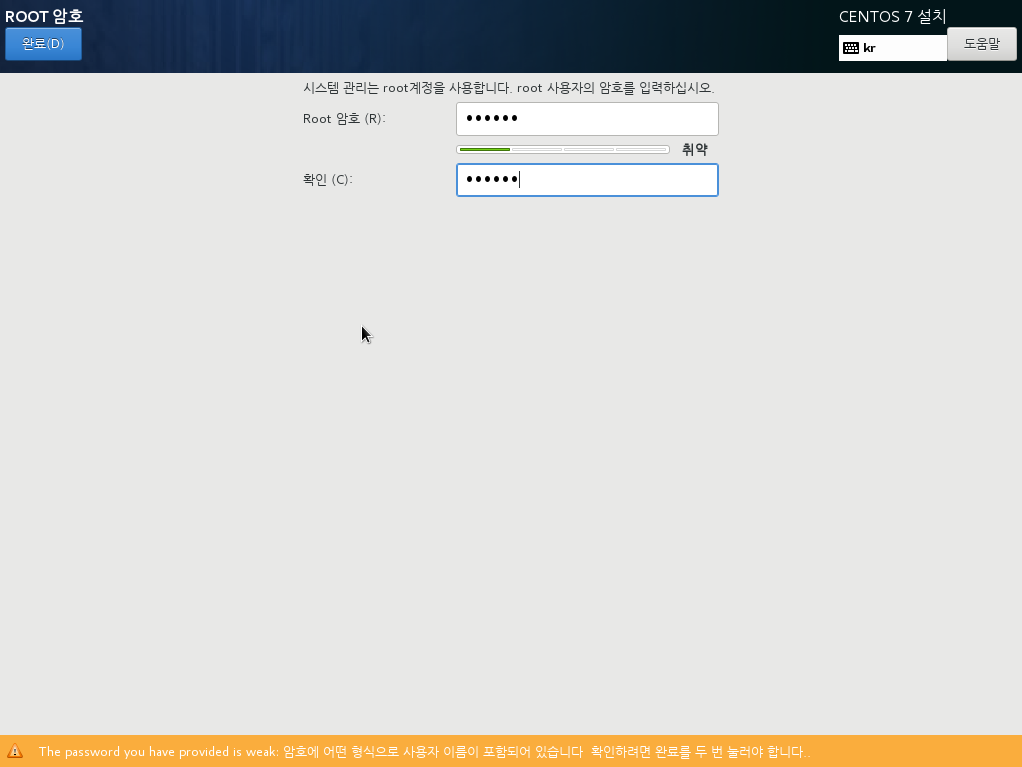 ROOT 암호
CENTOS 7 설치
완료(D)
kr
도움말
시스템 관리는 root계정을 사용합니다. root 사용자의 암호를 입력하십시오.
Root 암호 (R):
••••••
취약
확인 (C):
••••••
The password you have provided is weak: 암호에 어떤 형식으로 사용자 이름이 포함되어 있습니다 확인하려면 완료를 두 번 눌러야 합니다..